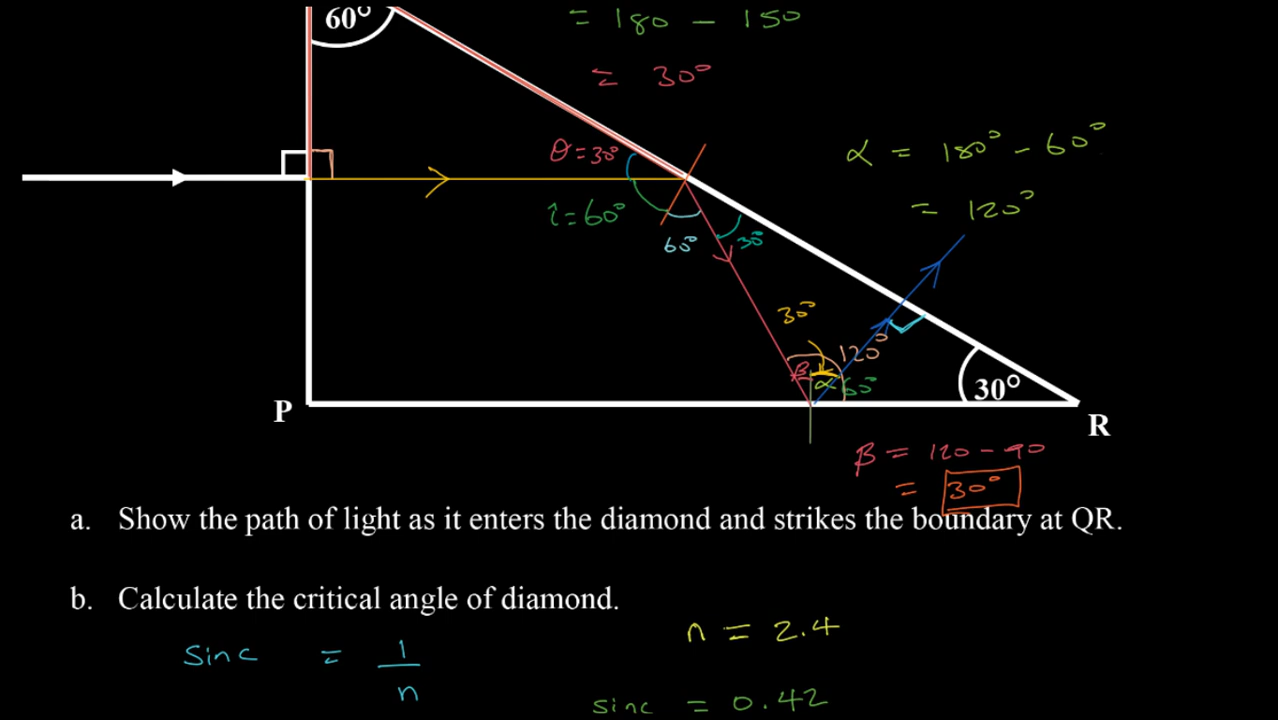 60°
= 180 - 150
= 30°
θ=30°
α = 180° - 60°
= 120°
î=60°
60°
30°
30°
120°
β
α
60°
30°
P
R
β = 120-90
= 30°
a. Show the path of light as it enters the diamond and strikes the boundary at QR.
b. Calculate the critical angle of diamond.
n = 2.4
sinc = 1/n
sinc = 0.42